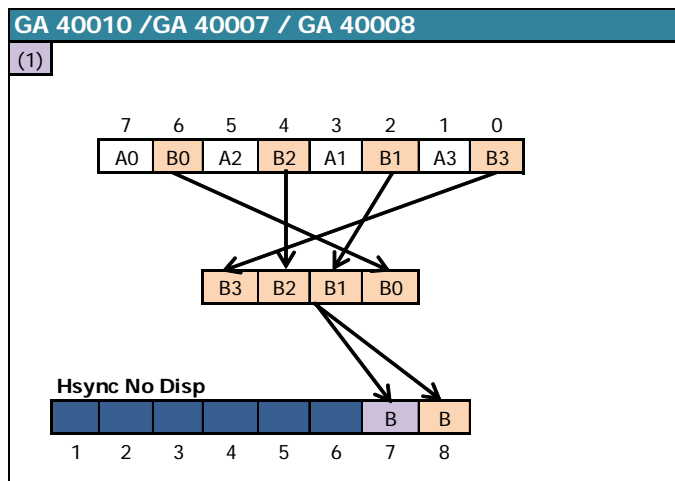 GA 40010 /GA 40007 / GA 40008
(1)
7 6 5 4 3 2 1 0
A0 B0 A2 B2 A1 B1 A3 B3
B3 B2 B1 B0
Hsync No Disp
B B
1 2 3 4 5 6 7 8